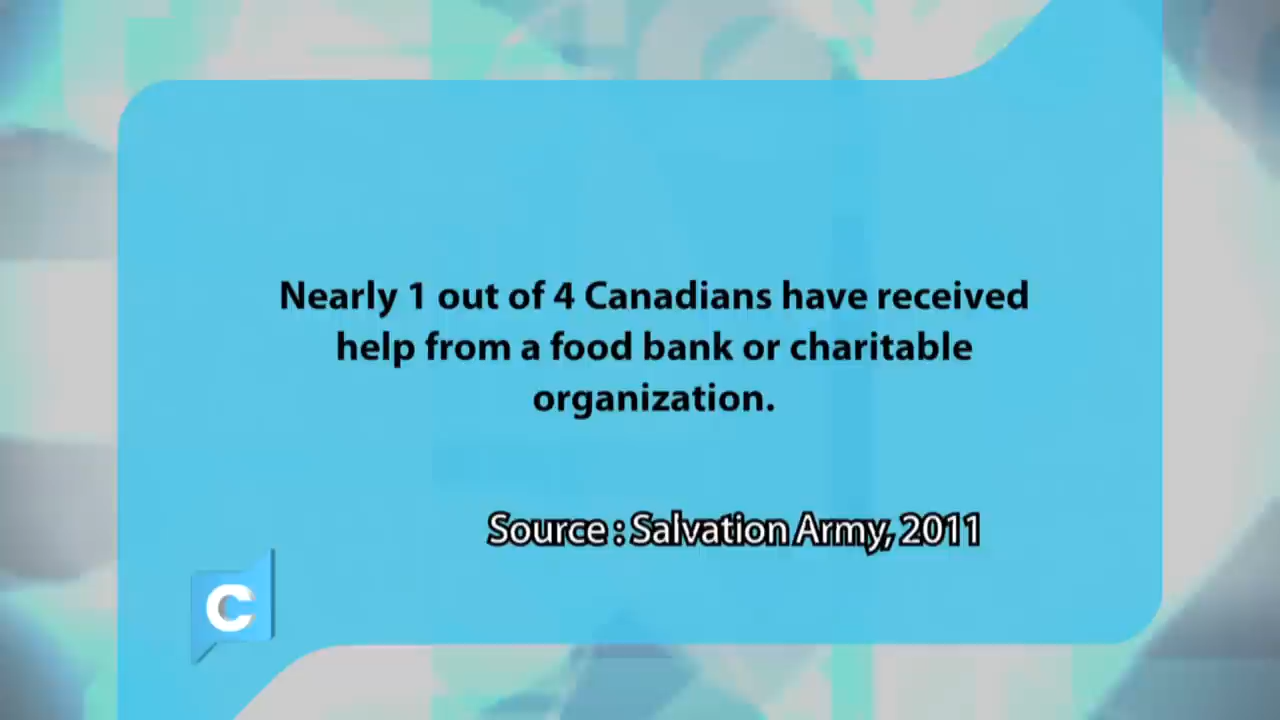 Nearly 1 out of 4 Canadians have received
help from a food bank or charitable
organization.
Source : Salvation Army, 2011
C